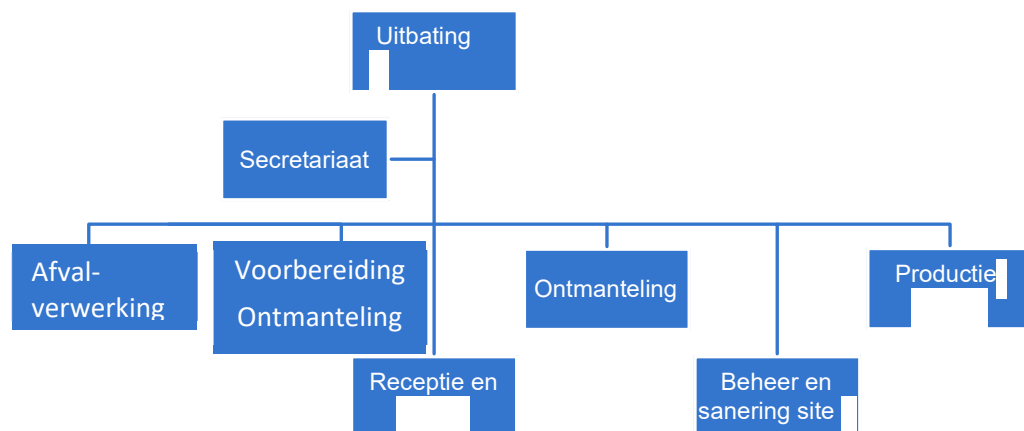 Uitbating
Secretariaat
Afval-
verwerking
Voorbereiding
Ontmanteling
Ontmanteling
Productie
Receptie en
Beheer en
sanering site